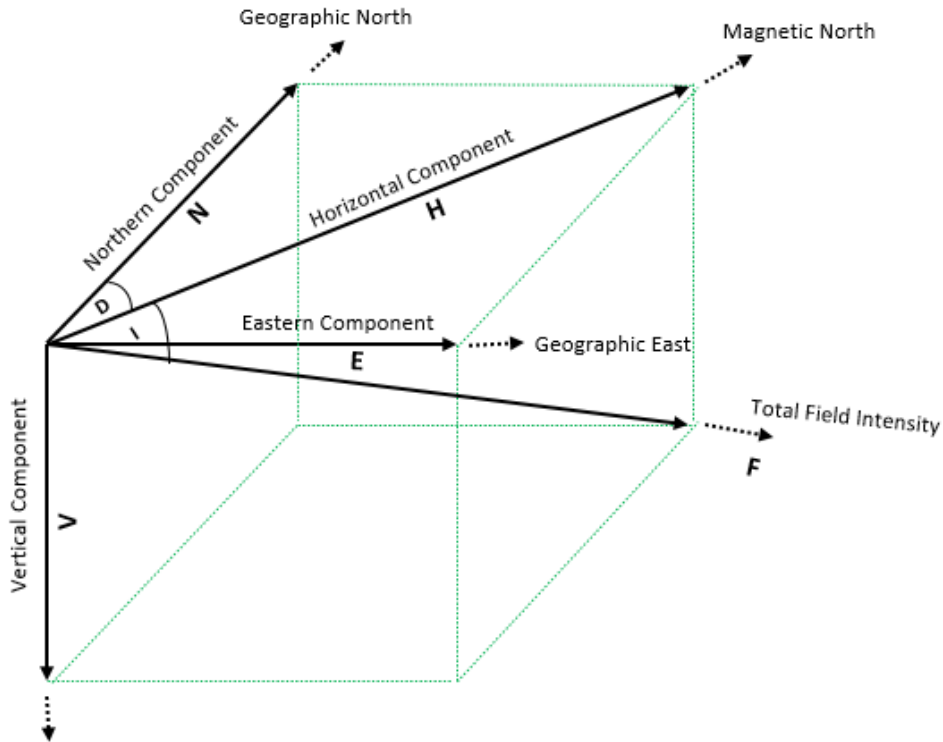 Geographic North
Magnetic North
Northern Component
N
Horizontal Component
H
D
I
Eastern Component
E
Geographic East
Total Field Intensity
F
Vertical Component
V